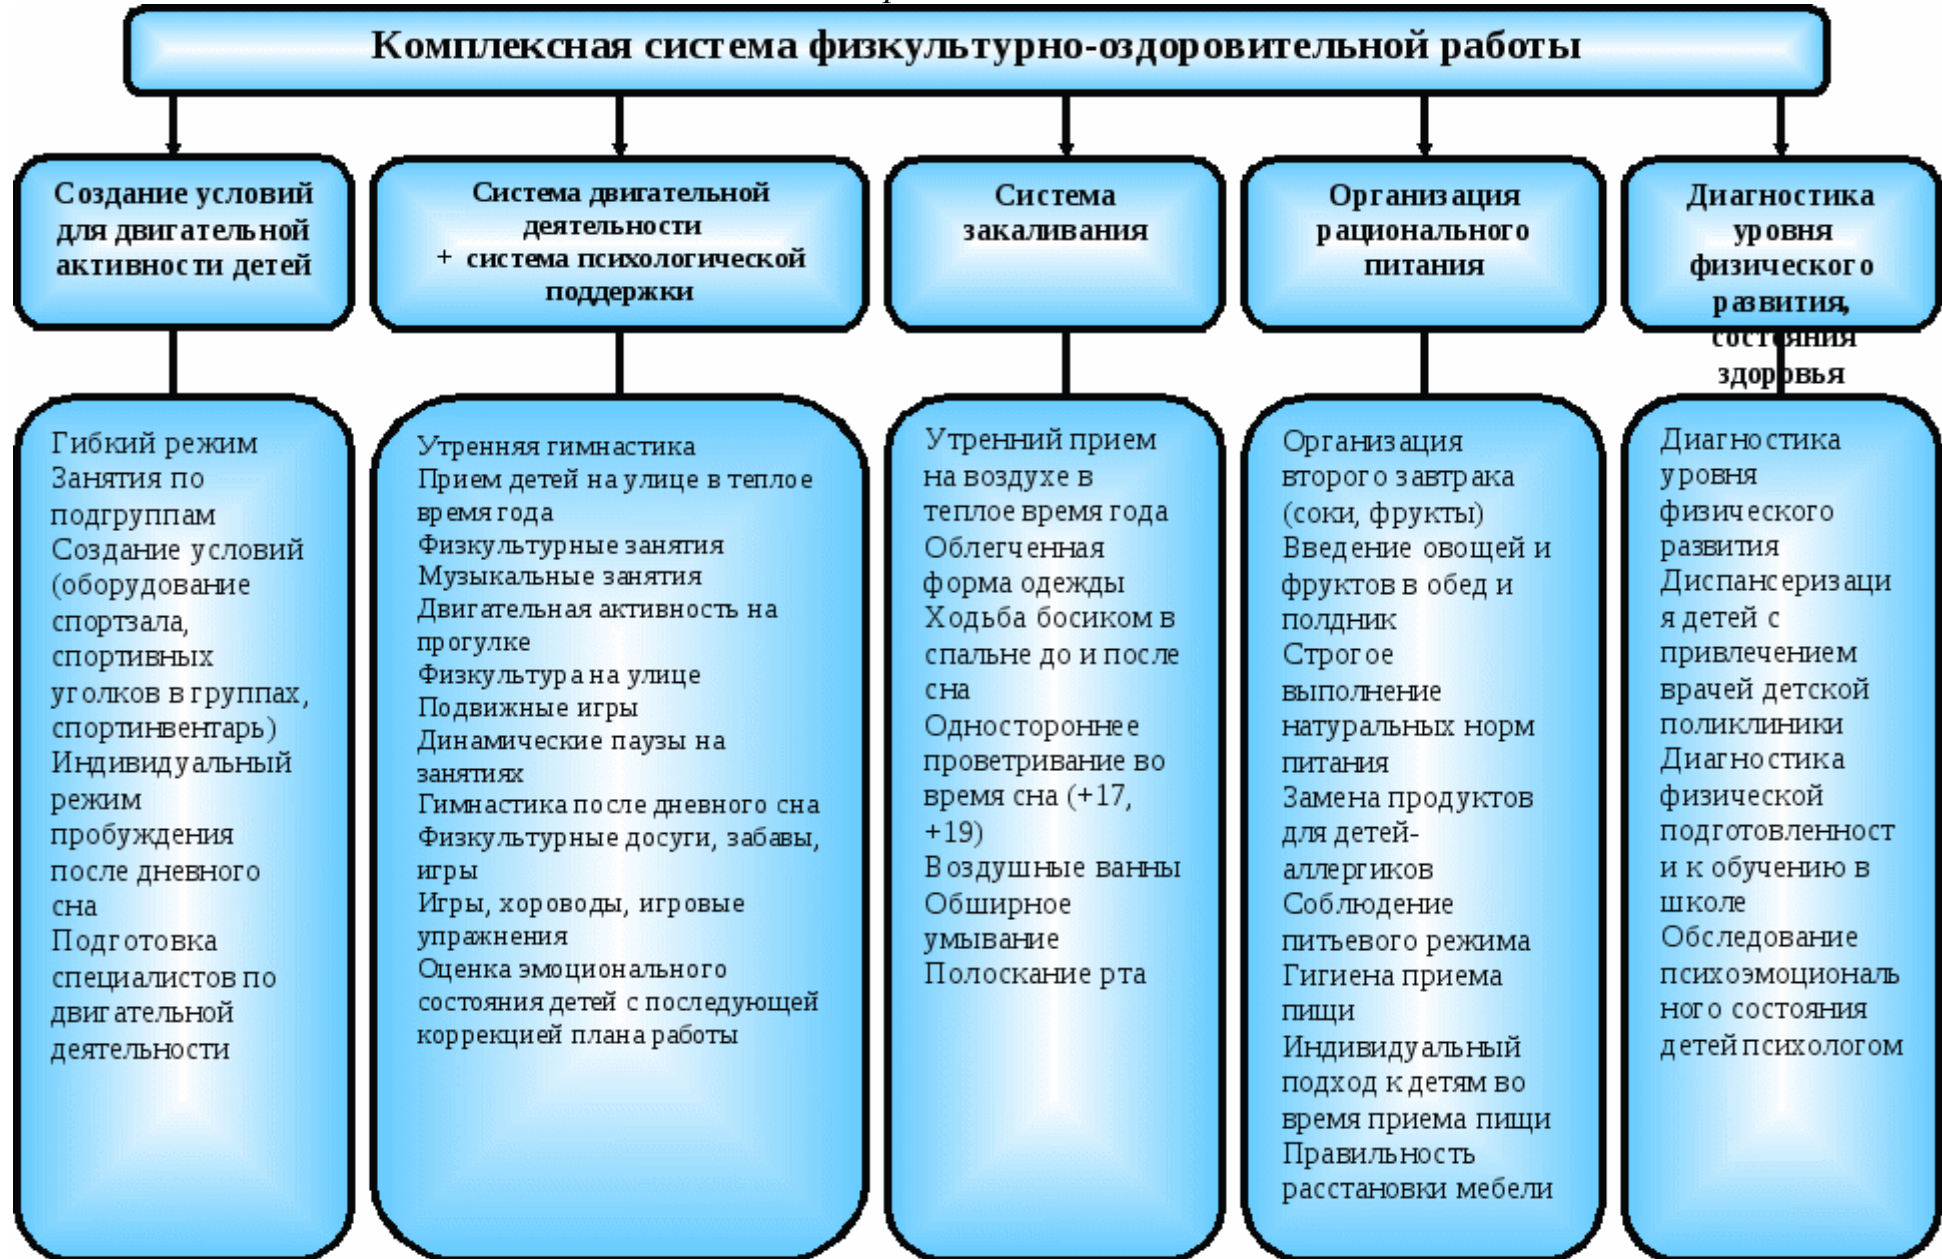 Комплексная система физкультурно-оздоровительной работы
Создание условий
для двигательной
активности детей
Система двигательной
деятельности
+ система психологической
поддержки
Система
закаливания
Организация
рационального
питания
Диагностика
уровня
физического
развития,
состояния
здоровья
Гибкий режим
Занятия по
подгруппам
Создание условий
(оборудование
спортзала,
спортивных
уголков в группах,
спортинвентарь)
Индивидуальный
режим
пробуждения
после дневного
сна
Подготовка
специалистов по
двигательной
деятельности
Утренняя гимнастика
Прием детей на улице в теплое
время года
Физкультурные занятия
Музыкальные занятия
Двигательная активность на
прогулке
Физкультура на улице
Подвижные игры
Динамические паузы на
занятиях
Гимнастика после дневного сна
Физкультурные досуги, забавы,
игры
Игры, хороводы, игровые
упражнения
Оценка эмоционального
состояния детей с последующей
коррекцией плана работы
Утренний прием
на воздухе в
теплое время года
Облегченная
форма одежды
Ходьба босиком в
спальне до и после
сна
Одностороннее
проветривание во
время сна (+17,
+19)
Воздушные ванны
Обширное
умывание
Полоскание рта
Организация
второго завтрака
(соки, фрукты)
Введение овощей и
фруктов в обед и
полдник
Строгое
выполнение
натуральных норм
питания
Замена продуктов
для детей-
аллергиков
Соблюдение
питьевого режима
Гигиена приема
пищи
Индивидуальный
подход к детям во
время приема пищи
Правильность
расстановки мебели
Диагностика
уровня
физического
развития
Диспансеризаци
я детей с
привлечением
врачей детской
поликлиники
Диагностика
физической
подготовленност
и к обучению в
школе
Обследование
психоэмоциональ
ного состояния
детей психологом